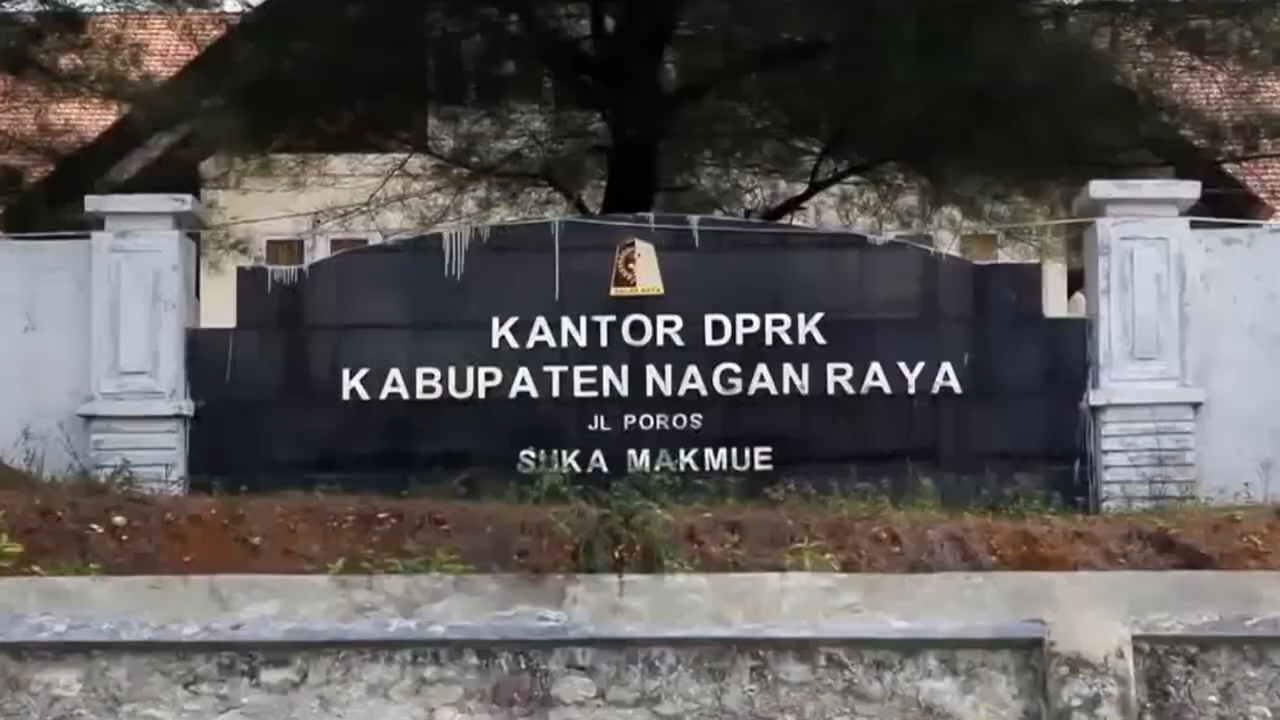 KANTOR DPRK
KABUPATEN NAGAN RAYA
JL POROS
SUKA MAKMUE